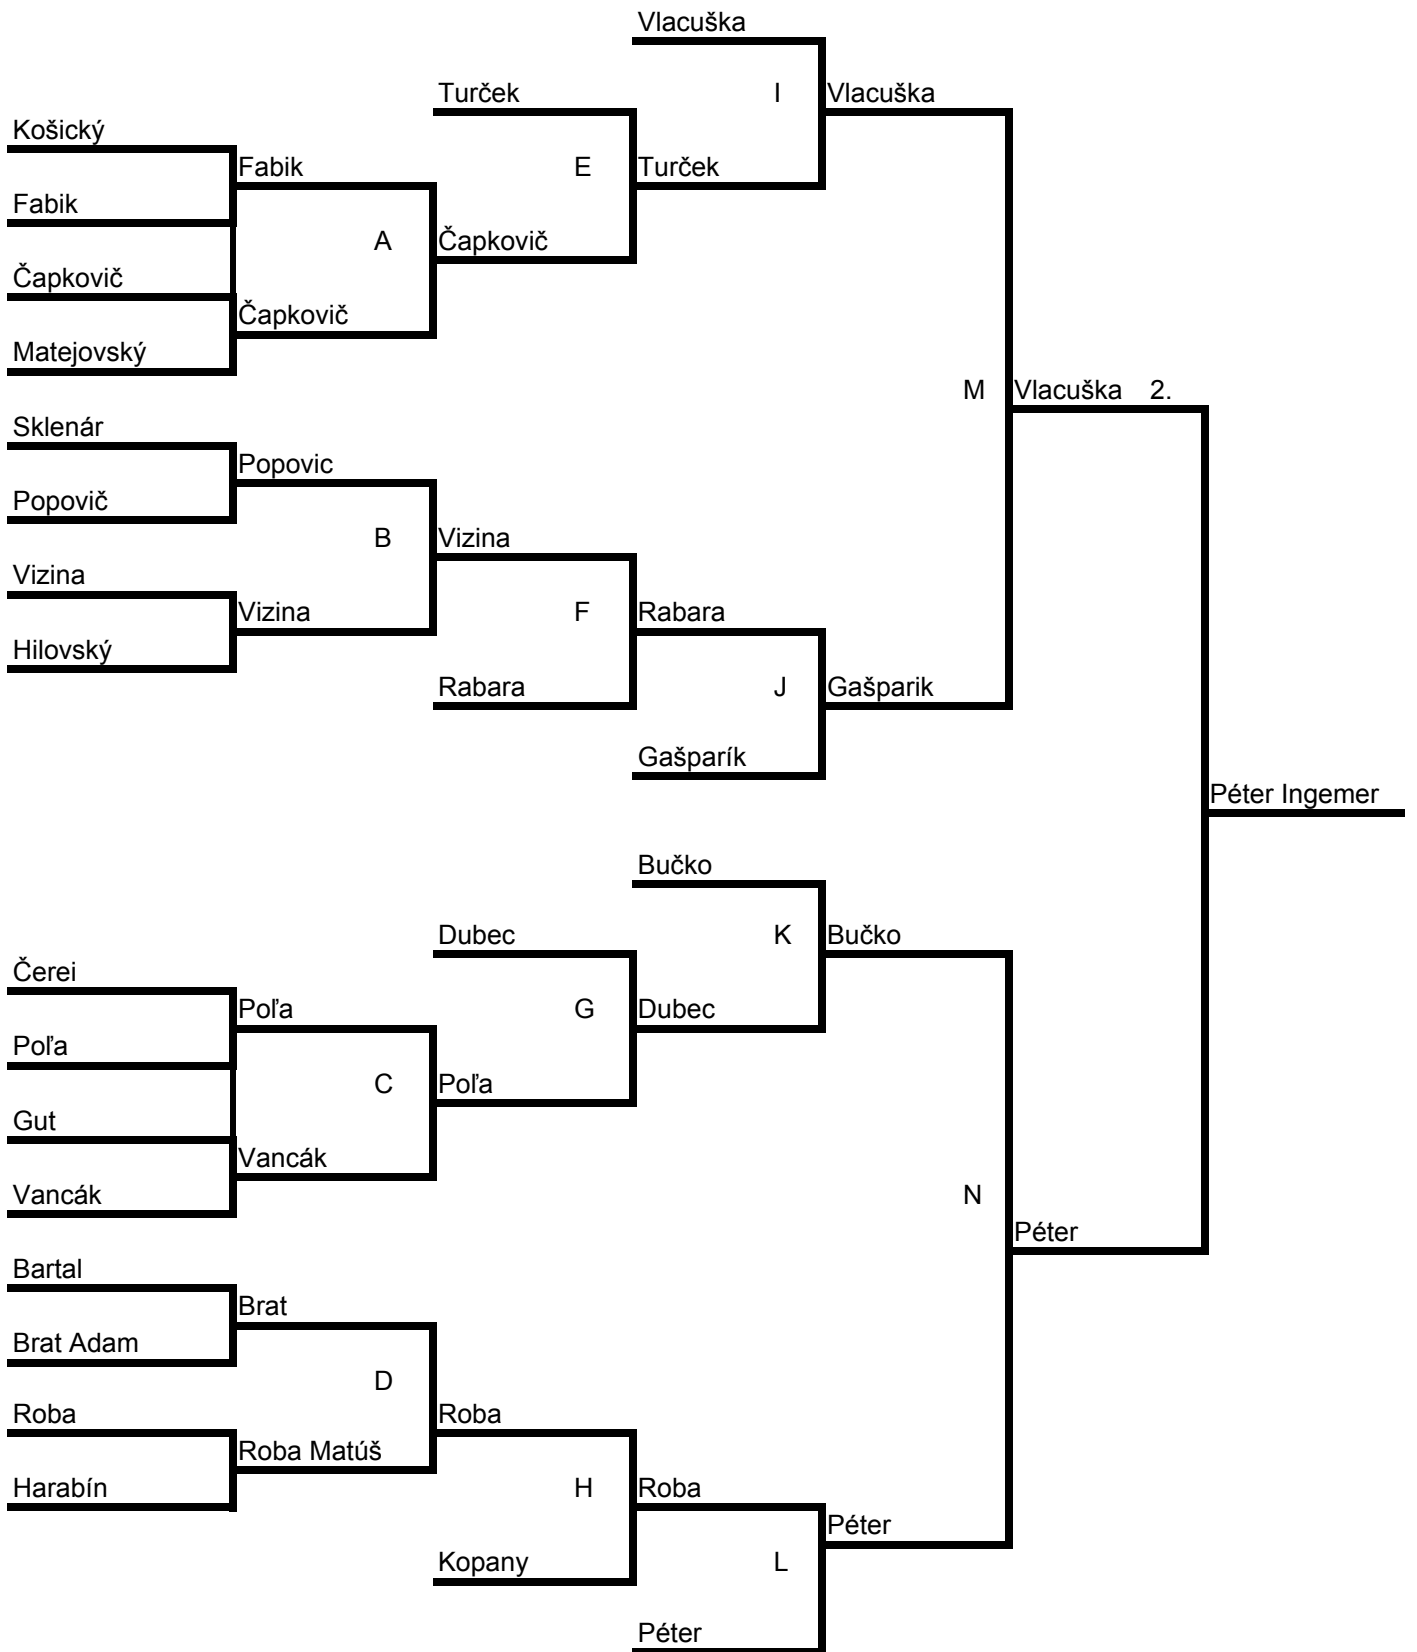 Vlacuška
Turček
I
Vlacuška
Košický
Fabik
E
Turček
Fabik
A
Čapkovič
Čapkovič
Čapkovič
Matejovský
M
Vlacuška 2.
Sklenár
Popovic
Popovič
B
Vizina
Vizina
Vizina
F
Rabara
Hilovský
Rabara
J
Gašparik
Gašparík
Péter Ingemer
Bučko
Dubec
K
Bučko
Čerei
Poľa
G
Dubec
Poľa
C
Poľa
Gut
Vancák
Vancák
N
Péter
Bartal
Brat
Brat Adam
D
Roba
Roba
Roba Matúš
Harabín
H
Roba
Péter
Kopany
L
Péter